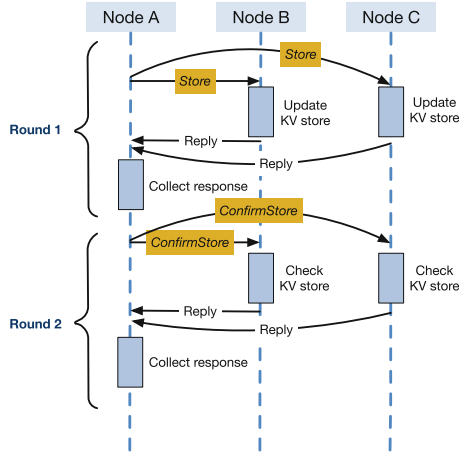 Node A
Node B
Node C
Store
Store
Update
KV store
Update
KV store
Round 1
Reply
Reply
Collect response
ConfirmStore
ConfirmStore
Check
KV store
Check
KV store
Reply
Round 2
Reply
Collect response